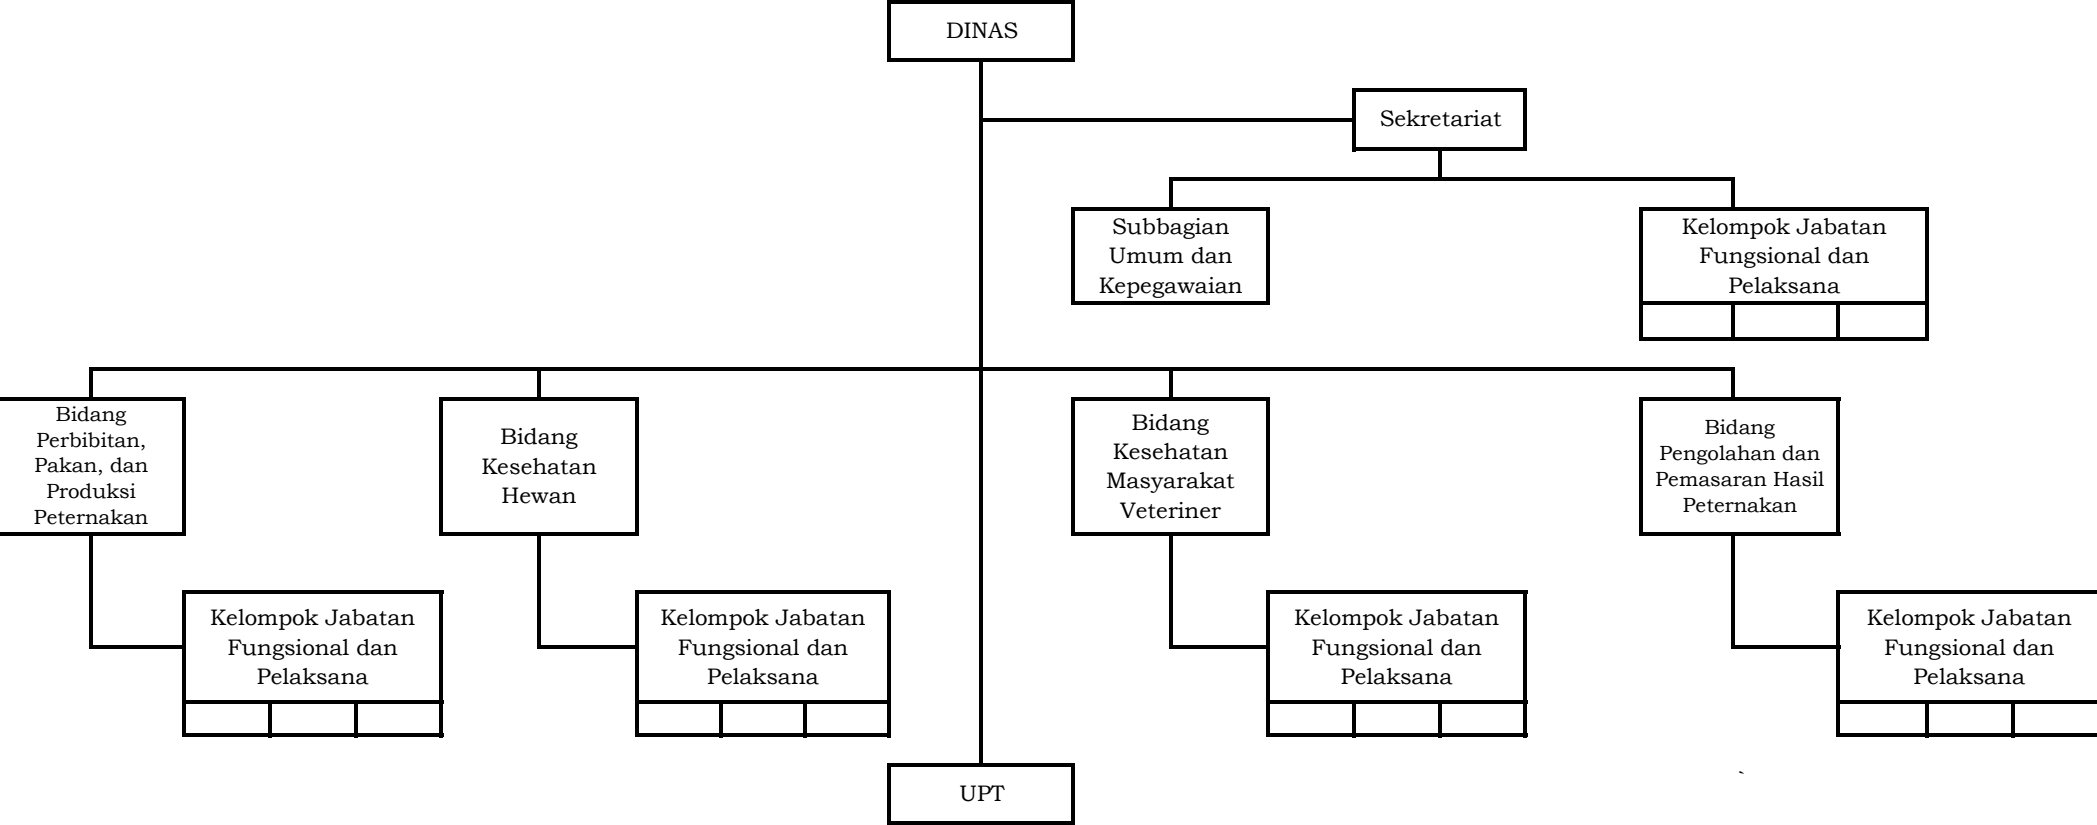 DINAS
Sekretariat
Subbagian
Umum dan
Kepegawaian
Kelompok Jabatan
Fungsional dan
Pelaksana
Bidang
Perbibitan,
Pakan, dan
Produksi
Peternakan
Bidang
Kesehatan
Hewan
Bidang
Kesehatan
Masyarakat
Veteriner
Bidang
Pengolahan dan
Pemasaran Hasil
Peternakan
Kelompok Jabatan
Fungsional dan
Pelaksana
Kelompok Jabatan
Fungsional dan
Pelaksana
Kelompok Jabatan
Fungsional dan
Pelaksana
Kelompok Jabatan
Fungsional dan
Pelaksana
`
UPT